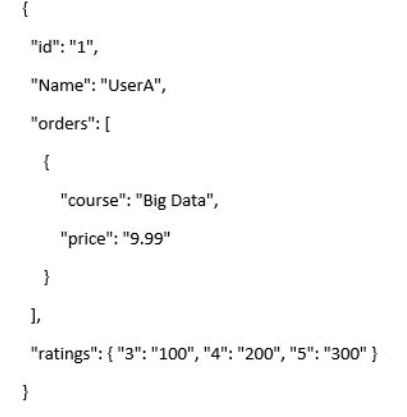 {
"id": "1",
"Name": "UserA",
"orders": [
{
"course": "Big Data",
"price": "9.99"
}
],
"ratings": { "3": "100", "4": "200", "5": "300" }
}